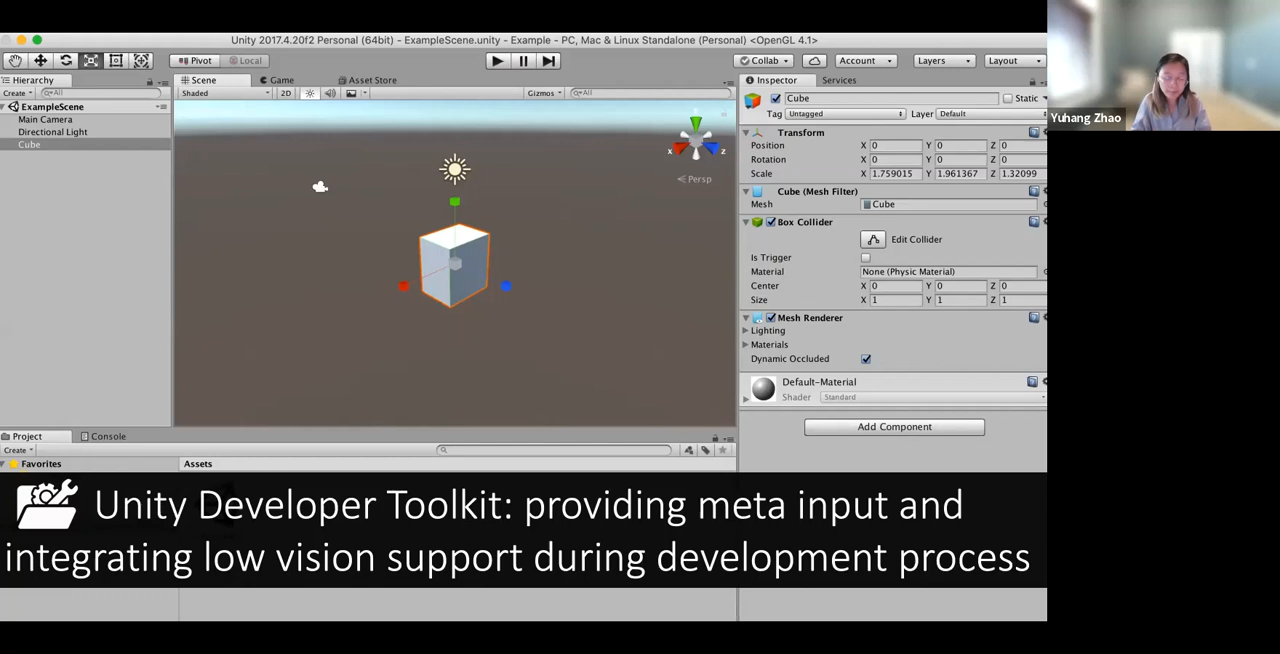 Unity 2017.4.20f2 Personal (64bit) - ExampleScene.unity - Example - PC, Mac & Linux Standalone (Personal) <OpenGL 4.1>
Pivot Local Collab Account Layers Layout
Hierarchy
Create All
ExampleScene
Main Camera
Directional Light
Cube
Scene Game Asset Store
Shaded 2D Gizmos All
x z
Persp
Inspector Services
Cube Static
Tag Untagged Layer Default
Transform
Position X 0 Y 0 Z 0
Rotation X 0 Y 0 Z 0
Scale X 1.759015 Y 1.961367 Z 1.32099
Cube (Mesh Filter)
Mesh Cube
Box Collider
Edit Collider
Is Trigger
Material None (Physic Material)
Center X 0 Y 0 Z 0
Size X 1 Y 1 Z 1
Mesh Renderer
Lighting
Materials
Dynamic Occluded
Default-Material
Shader Standard
Add Component
Project Console
Create
Favorites Assets
Unity Developer Toolkit: providing meta input and
integrating low vision support during development process
Yuhang Zhao